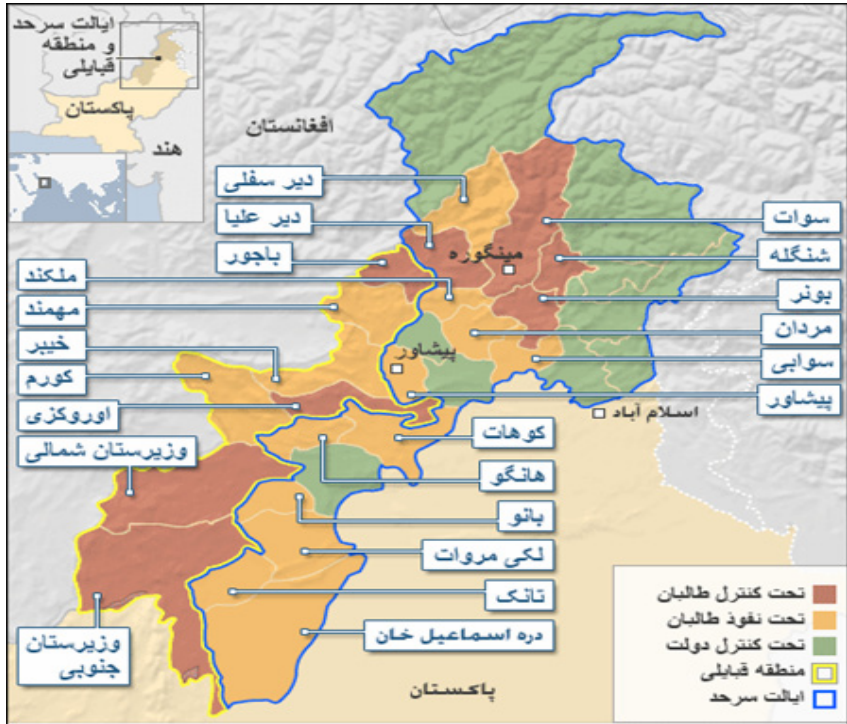 ایالت سرحد
و منطقه
قبایلی
پاکستان
هند
افغانستان
دیر سفلی
دیر علیا
باجور
ملکند
مهمند
خیبر
کورم
اوروکزی
وزیرستان شمالی
وزیرستان
جنوبی
مینگوره
پیشاور
سوات
شنگله
بونر
مردان
سوابی
پیشاور
اسلام آباد
کوهات
هانگو
بانو
لکی مروات
تانک
دره اسماعیل خان
پاکستان
تحت کنترل طالبان
تحت نفوذ طالبان
تحت کنترل دولت
منطقه قبایلی
ایالت سرحد